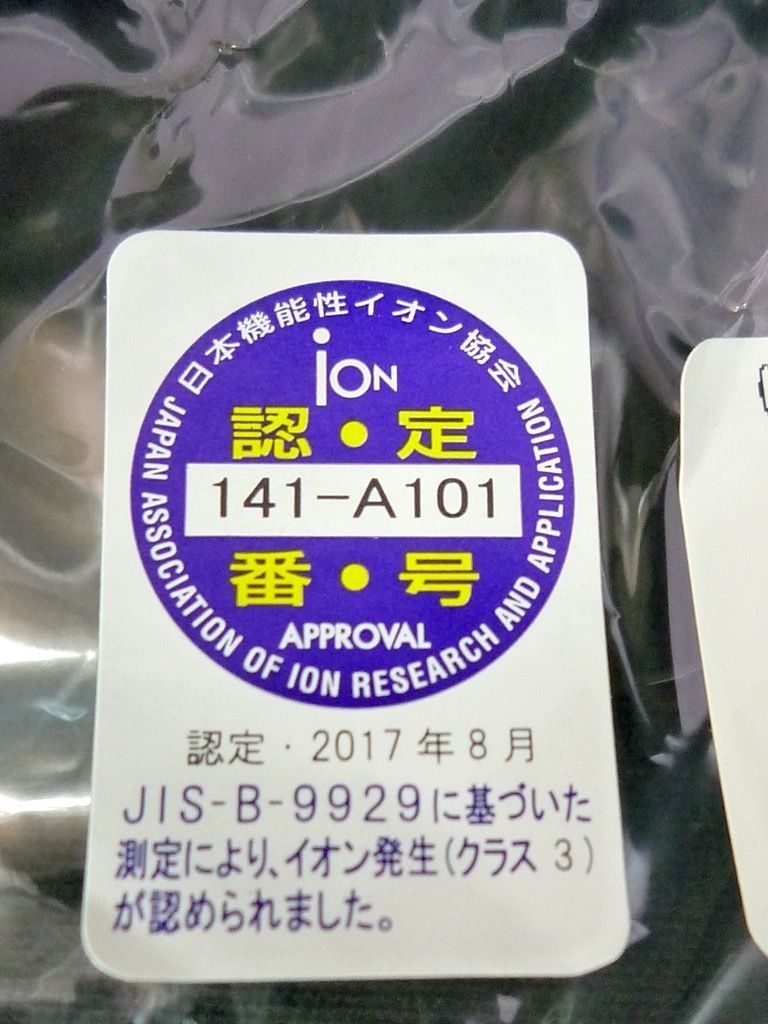 日本機能性イオン協会
ION
認・定
141-A101
番・号
APPROVAL
JAPAN ASSOCIATION OF ION RESEARCH AND APPLICATION
認定・2017年8月
JIS-B-9929に基づいた
測定により、イオン発生(クラス 3)
が認められました。